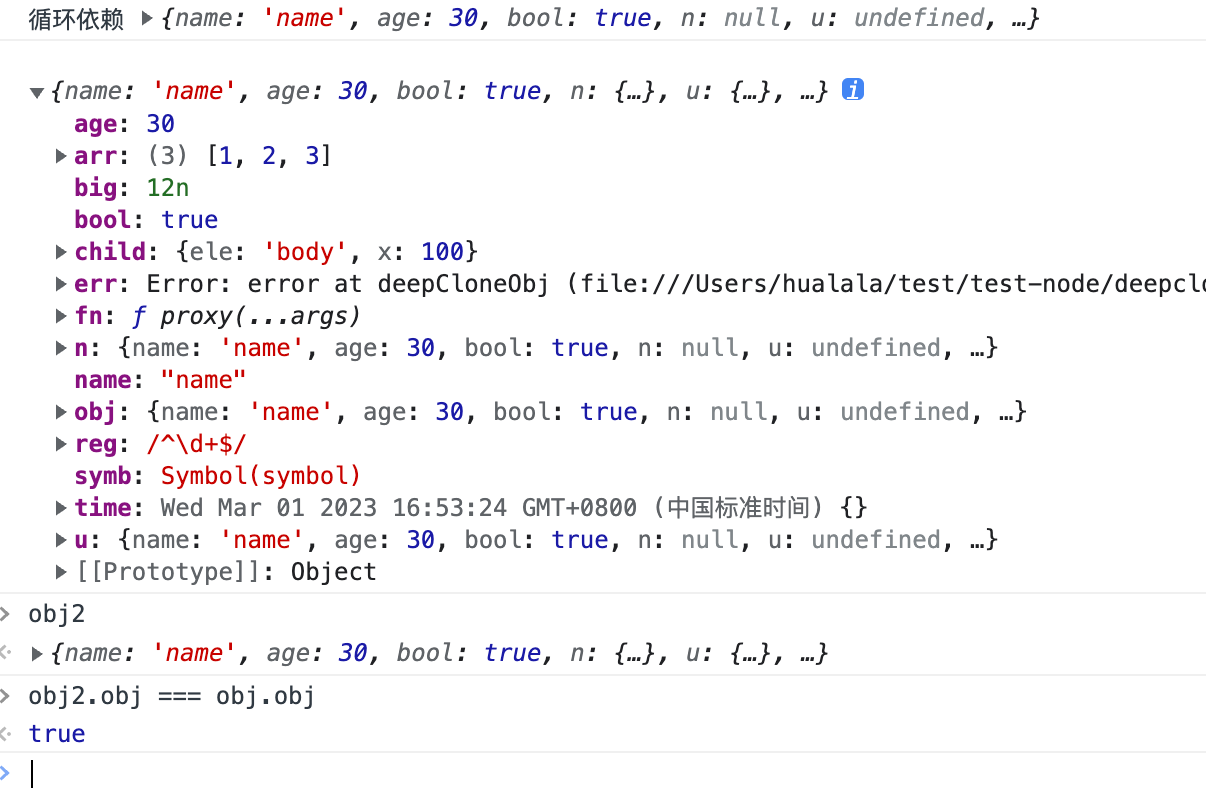 循环依赖 ▶{name: 'name', age: 30, bool: true, n: null, u: undefined, …}
▼{name: 'name', age: 30, bool: true, n: {…}, u: {…}, …} i
age: 30
▶arr: (3) [1, 2, 3]
big: 12n
bool: true
▶child: {ele: 'body', x: 100}
▶err: Error: error at deepCloneObj (file:///Users/hualala/test/test-node/deepclo
▶fn: ƒ proxy(...args)
▶n: {name: 'name', age: 30, bool: true, n: null, u: undefined, …}
name: "name"
▶obj: {name: 'name', age: 30, bool: true, n: null, u: undefined, …}
▶reg: /^\d+$/
symb: Symbol(symbol)
▶time: Wed Mar 01 2023 16:53:24 GMT+0800 (中国标准时间) {}
▶u: {name: 'name', age: 30, bool: true, n: null, u: undefined, …}
▶[[Prototype]]: Object
> obj2
<· ▶{name: 'name', age: 30, bool: true, n: {…}, u: {…}, …}
> obj2.obj === obj.obj
<· true
>